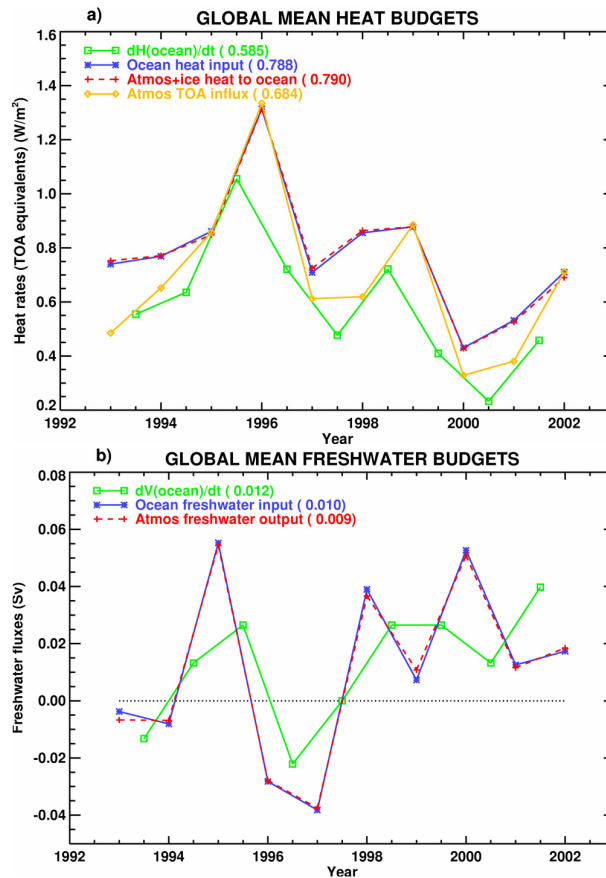 a)
GLOBAL MEAN HEAT BUDGETS
dH(ocean)/dt ( 0.585)
Ocean heat input ( 0.788)
Atmos+ice heat to ocean ( 0.790)
Atmos TOA influx ( 0.684)
Heat rates (TOA equivalents) (W/m²)
1.6
1.4
1.2
1.0
0.8
0.6
0.4
0.2
1992 1994 1996 1998 2000 2002
Year
b)
GLOBAL MEAN FRESHWATER BUDGETS
dV(ocean)/dt ( 0.012)
Ocean freshwater input ( 0.010)
Atmos freshwater output ( 0.009)
Freshwater fluxes (Sv)
0.08
0.06
0.04
0.02
0.00
-0.02
-0.04
1992 1994 1996 1998 2000 2002
Year